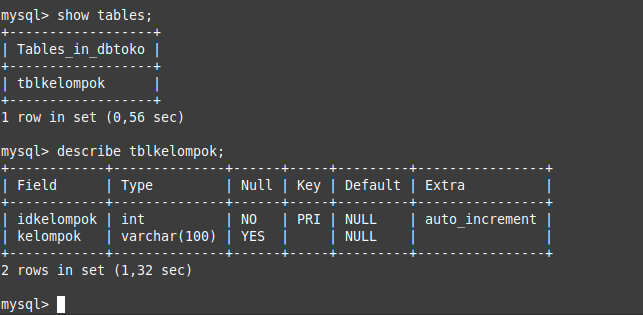 mysql> show tables;
+------------------+
| Tables_in_dbtoko |
+------------------+
| tblkelompok      |
+------------------+
1 row in set (0,56 sec)

mysql> describe tblkelompok;
+------------+--------------+------+-----+---------+----------------+
| Field      | Type         | Null | Key | Default | Extra          |
+------------+--------------+------+-----+---------+----------------+
| idkelompok | int          | NO   | PRI | NULL    | auto_increment |
| kelompok   | varchar(100) | YES  |     | NULL    |                |
+------------+--------------+------+-----+---------+----------------+
2 rows in set (1,32 sec)

mysql>